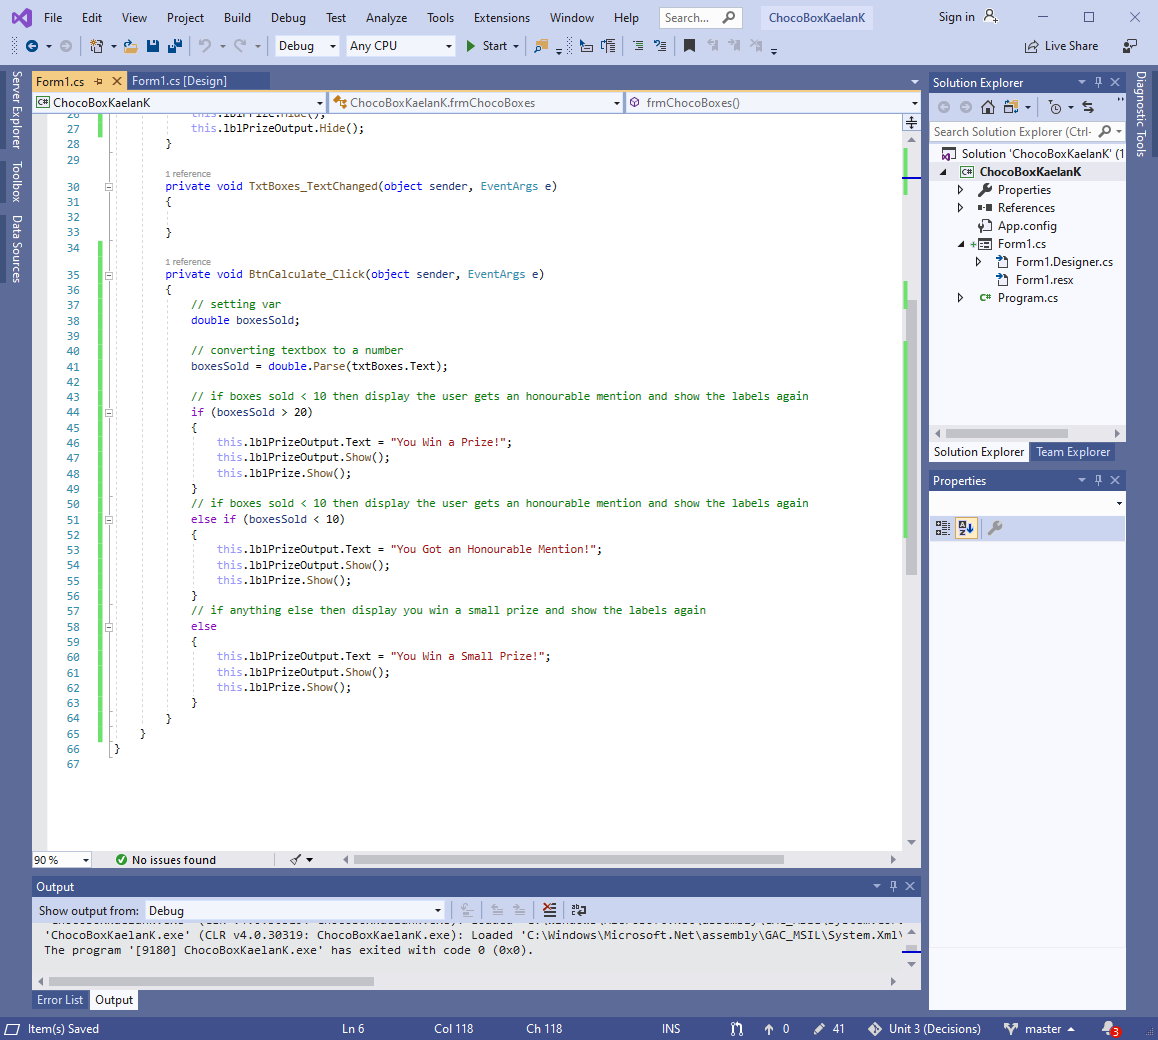 File Edit View Project Build Debug Test Analyze Tools Extensions Window Help Search... ChocoBoxKaelanK Sign in
Debug Any CPU Start Live Share
Server Explorer
Toolbox
Data Sources
Form1.cs Form1.cs [Design]
C# ChocoBoxKaelanK ChocoBoxKaelanK.frmChocoBoxes frmChocoBoxes()
26 this.lblPrize.Hide();
27 this.lblPrizeOutput.Hide();
28 }
29
1 reference
30 private void TxtBoxes_TextChanged(object sender, EventArgs e)
31 {
32
33 }
34
1 reference
35 private void BtnCalculate_Click(object sender, EventArgs e)
36 {
37 // setting var
38 double boxesSold;
39
40 // converting textbox to a number
41 boxesSold = double.Parse(txtBoxes.Text);
42
43 // if boxes sold < 10 then display the user gets an honourable mention and show the labels again
44 if (boxesSold > 20)
45 {
46 this.lblPrizeOutput.Text = "You Win a Prize!";
47 this.lblPrizeOutput.Show();
48 this.lblPrize.Show();
49 }
50 // if boxes sold < 10 then display the user gets an honourable mention and show the labels again
51 else if (boxesSold < 10)
52 {
53 this.lblPrizeOutput.Text = "You Got an Honourable Mention!";
54 this.lblPrizeOutput.Show();
55 this.lblPrize.Show();
56 }
57 // if anything else then display you win a small prize and show the labels again
58 else
59 {
60 this.lblPrizeOutput.Text = "You Win a Small Prize!";
61 this.lblPrizeOutput.Show();
62 this.lblPrize.Show();
63 }
64 }
65 }
66 }
67
90 % No issues found
Output
Show output from: Debug
'ChocoBoxKaelanK.exe' (CLR v4.0.30319: ChocoBoxKaelanK.exe): Loaded 'C:\Windows\Microsoft.Net\assembly\GAC_MSIL\System.Xml\
The program '[9180] ChocoBoxKaelanK.exe' has exited with code 0 (0x0).
Error List Output
Solution Explorer
Search Solution Explorer (Ctrl-
Solution 'ChocoBoxKaelanK' (1
C# ChocoBoxKaelanK
Properties
References
App.config
Form1.cs
Form1.Designer.cs
Form1.resx
C# Program.cs
Solution Explorer Team Explorer
Properties
Diagnostic Tools
Item(s) Saved Ln 6 Col 118 Ch 118 INS 0 41 Unit 3 (Decisions) master 3